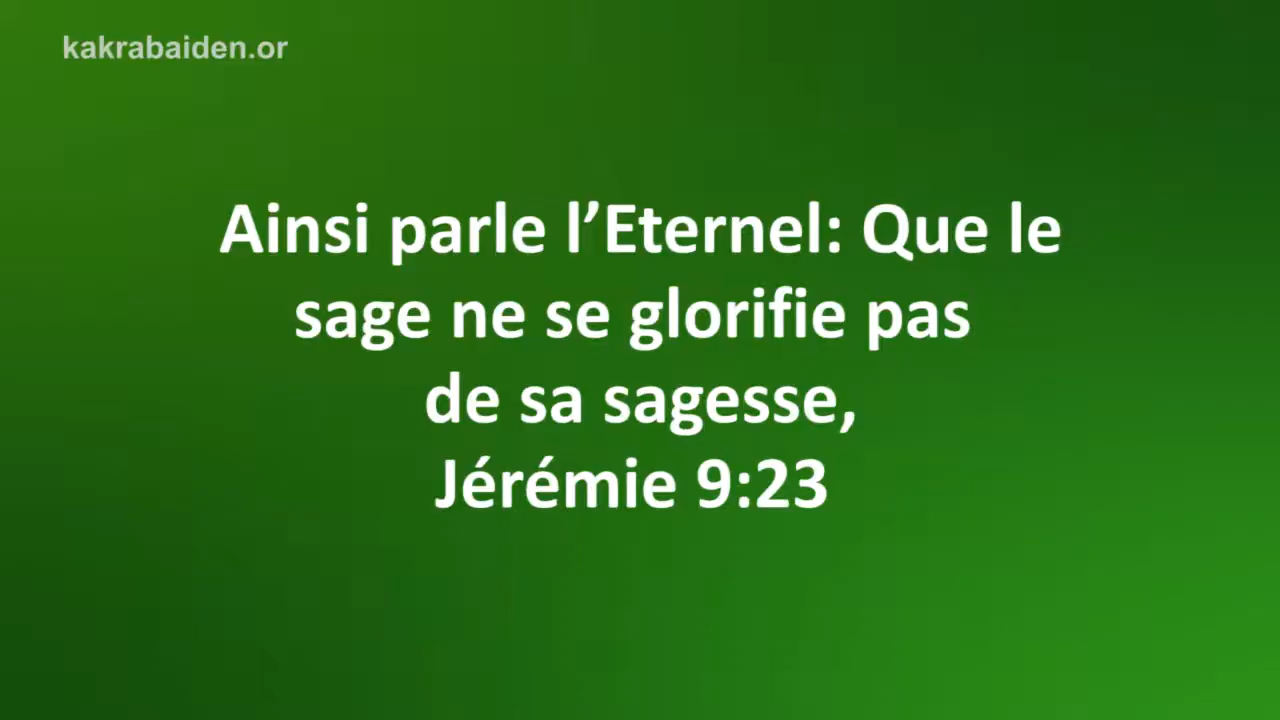 kakrabaiden.or
Ainsi parle l’Eternel: Que le
sage ne se glorifie pas
de sa sagesse,
Jérémie 9:23